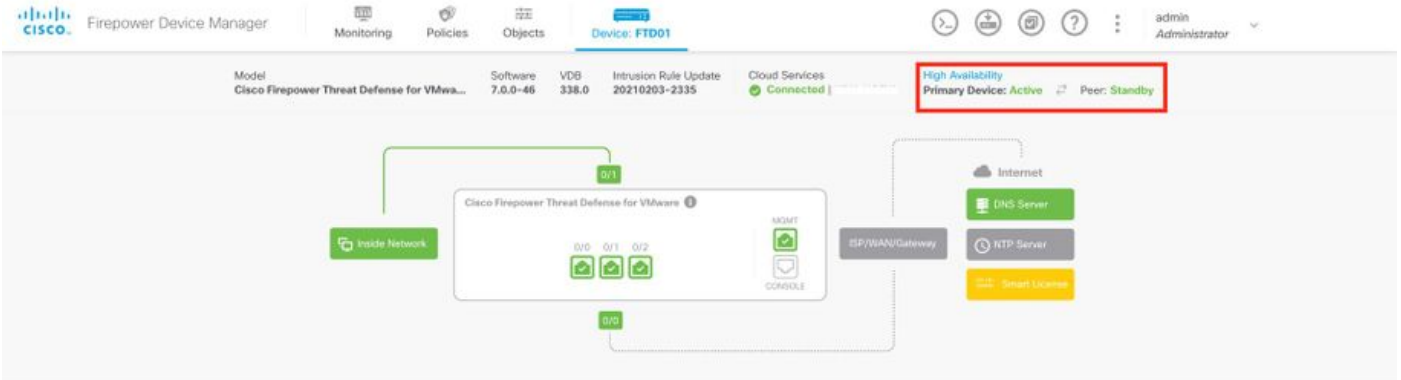 CISCO
Firepower Device Manager
Monitoring
Policies
Objects
Device: FTD01
admin
Administrator
Model
Cisco Firepower Threat Defense for VMwa...
Software
7.0.0-46
VDB
338.0
Intrusion Rule Update
20210203-2335
Cloud Services
Connected |
High Availability
Primary Device: Active
Peer: Standby
0/1
Internet
Cisco Firepower Threat Defense for VMware
DNS Server
MGMT
Inside Network
0/0 0/1 0/2
ISP/WAN/Gateway
NTP Server
CONSOLE
Smart License
0/0